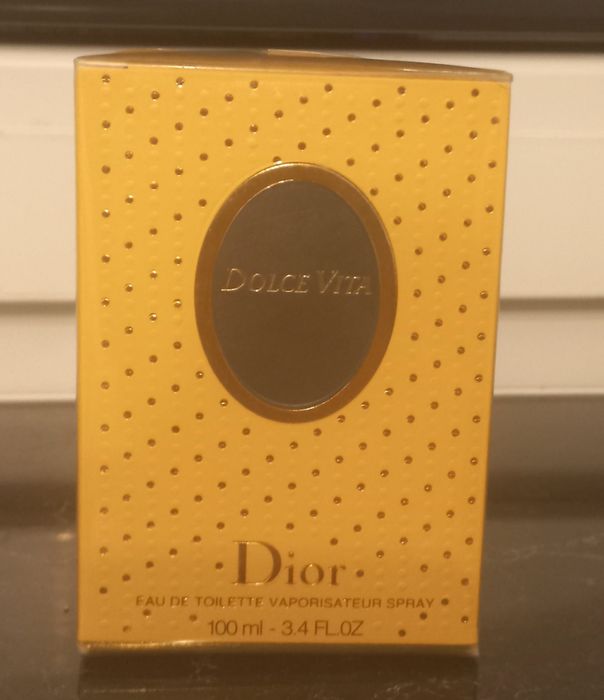 DOLCE VITA
Dior
EAU DE TOILETTE VAPORISATEUR SPRAY
100 ml - 3.4 FL.OZ